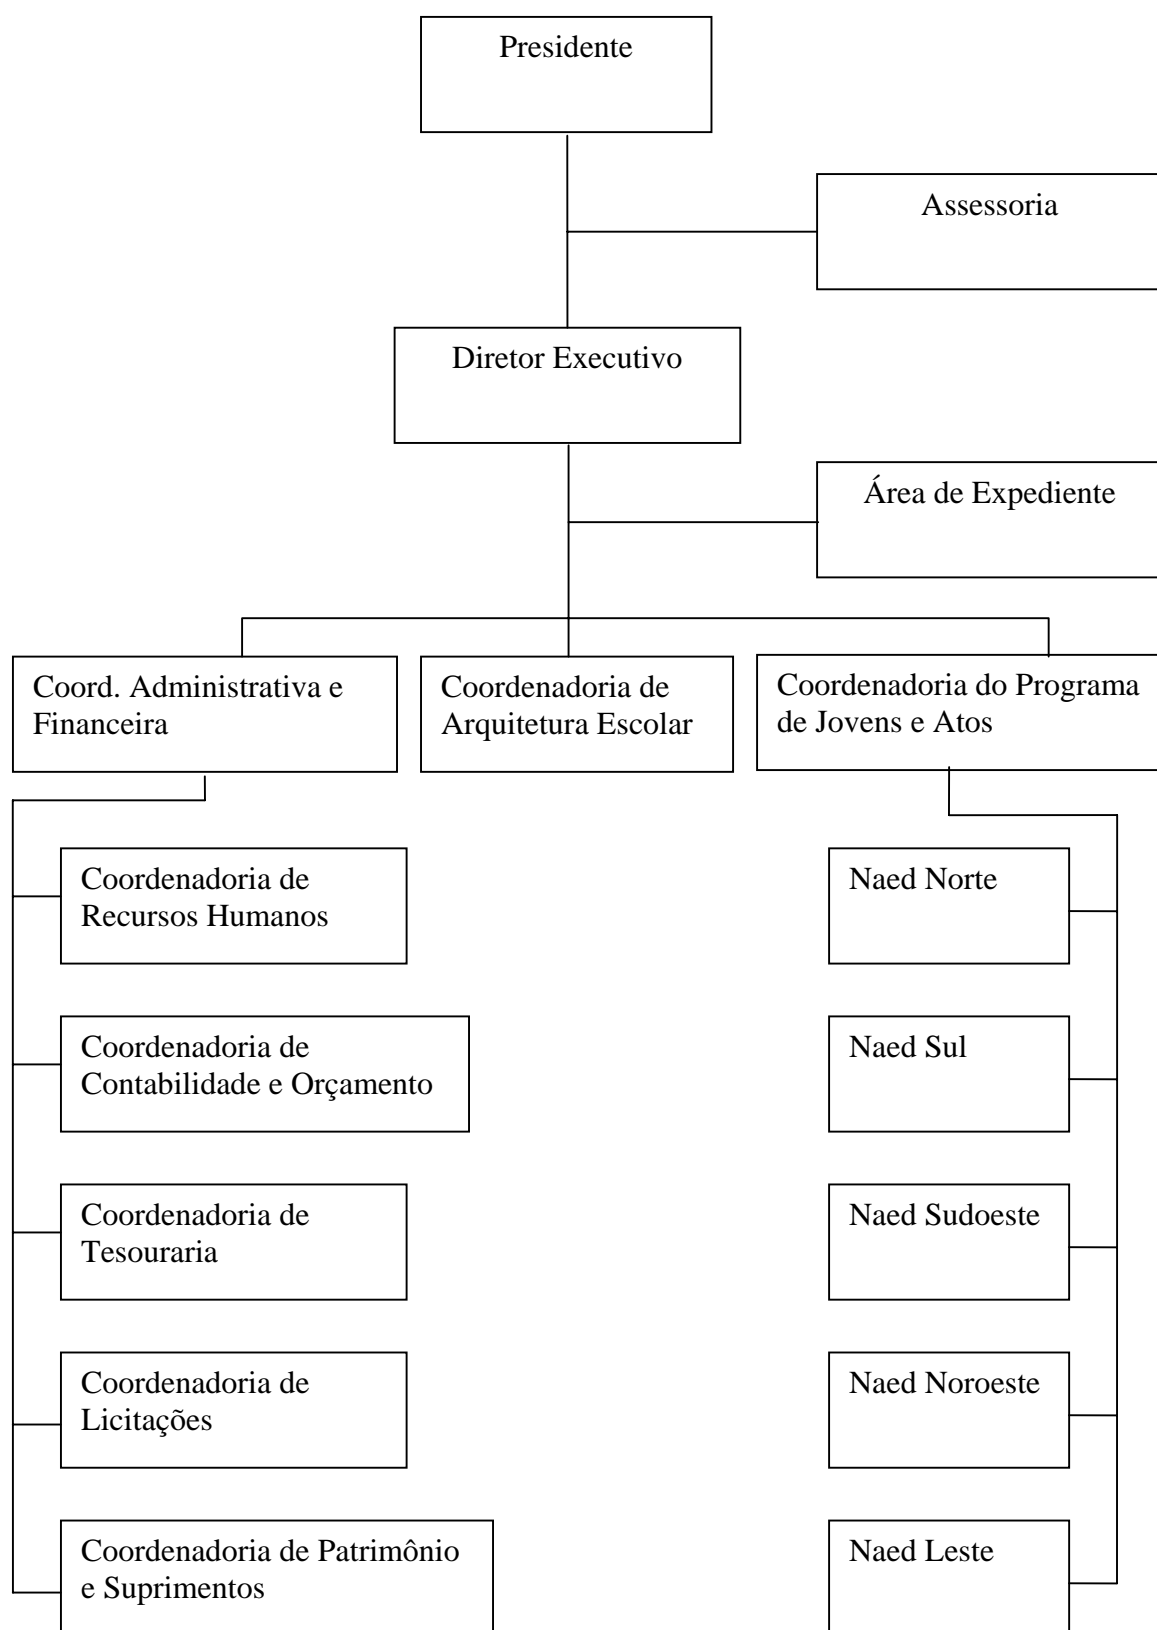 Presidente
Assessoria
Diretor Executivo
Área de Expediente
Coord. Administrativa e
Financeira
Coordenadoria de
Arquitetura Escolar
Coordenadoria do Programa
de Jovens e Atos
Coordenadoria de
Recursos Humanos
Naed Norte
Coordenadoria de
Contabilidade e Orçamento
Naed Sul
Coordenadoria de
Tesouraria
Naed Sudoeste
Coordenadoria de
Licitações
Naed Noroeste
Coordenadoria de Patrimônio
e Suprimentos
Naed Leste